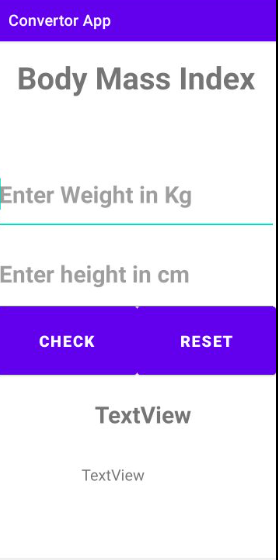 Convertor App
Body Mass Index
Enter Weight in Kg
Enter height in cm
CHECK RESET
TextView
TextView